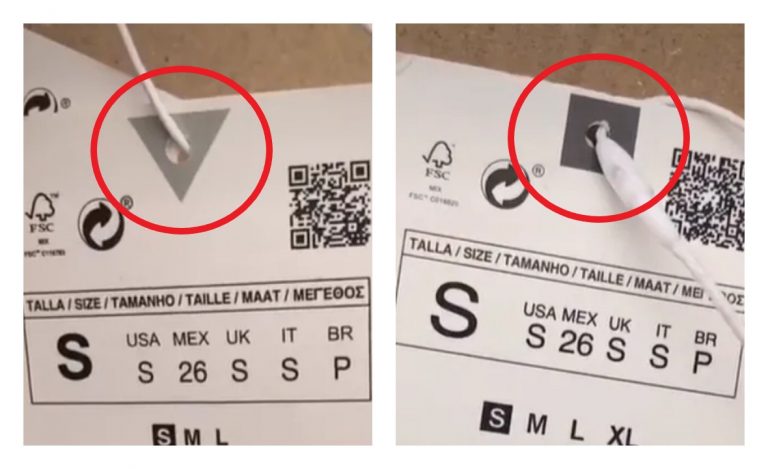 ®
FSC
MIX
®
TALLA / SIZE / TAMANHO / TAILLE / MAAT / ΜΕΓΕΘΟΣ
S
USA MEX UK IT BR
S 26 S S P
S M L
FSC
MIX
®
TALLA / SIZE / TAMANHO / TAILLE / MAAT / ΜΕΓΕΘΟΣ
S
USA MEX UK IT BR
S 26 S S P
S M L XL